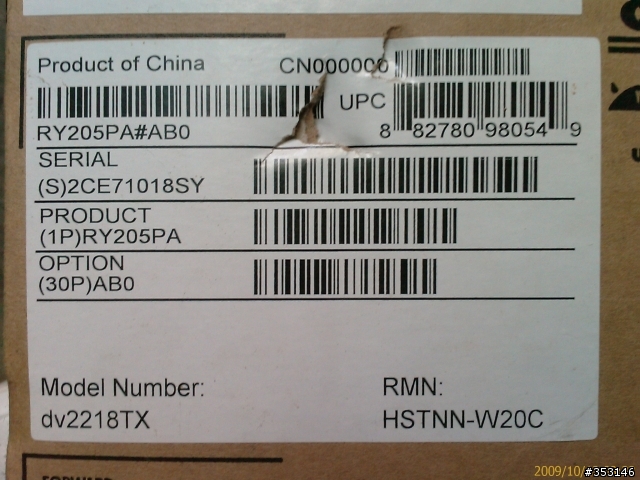 Product of China
CN000000
RY205PA#AB0
UPC
8 82780 98054 9
SERIAL
(S)2CE71018SY
PRODUCT
(1P)RY205PA
OPTION
(30P)AB0
Model Number:
dv2218TX
RMN:
HSTNN-W20C
2009/10/
#353146